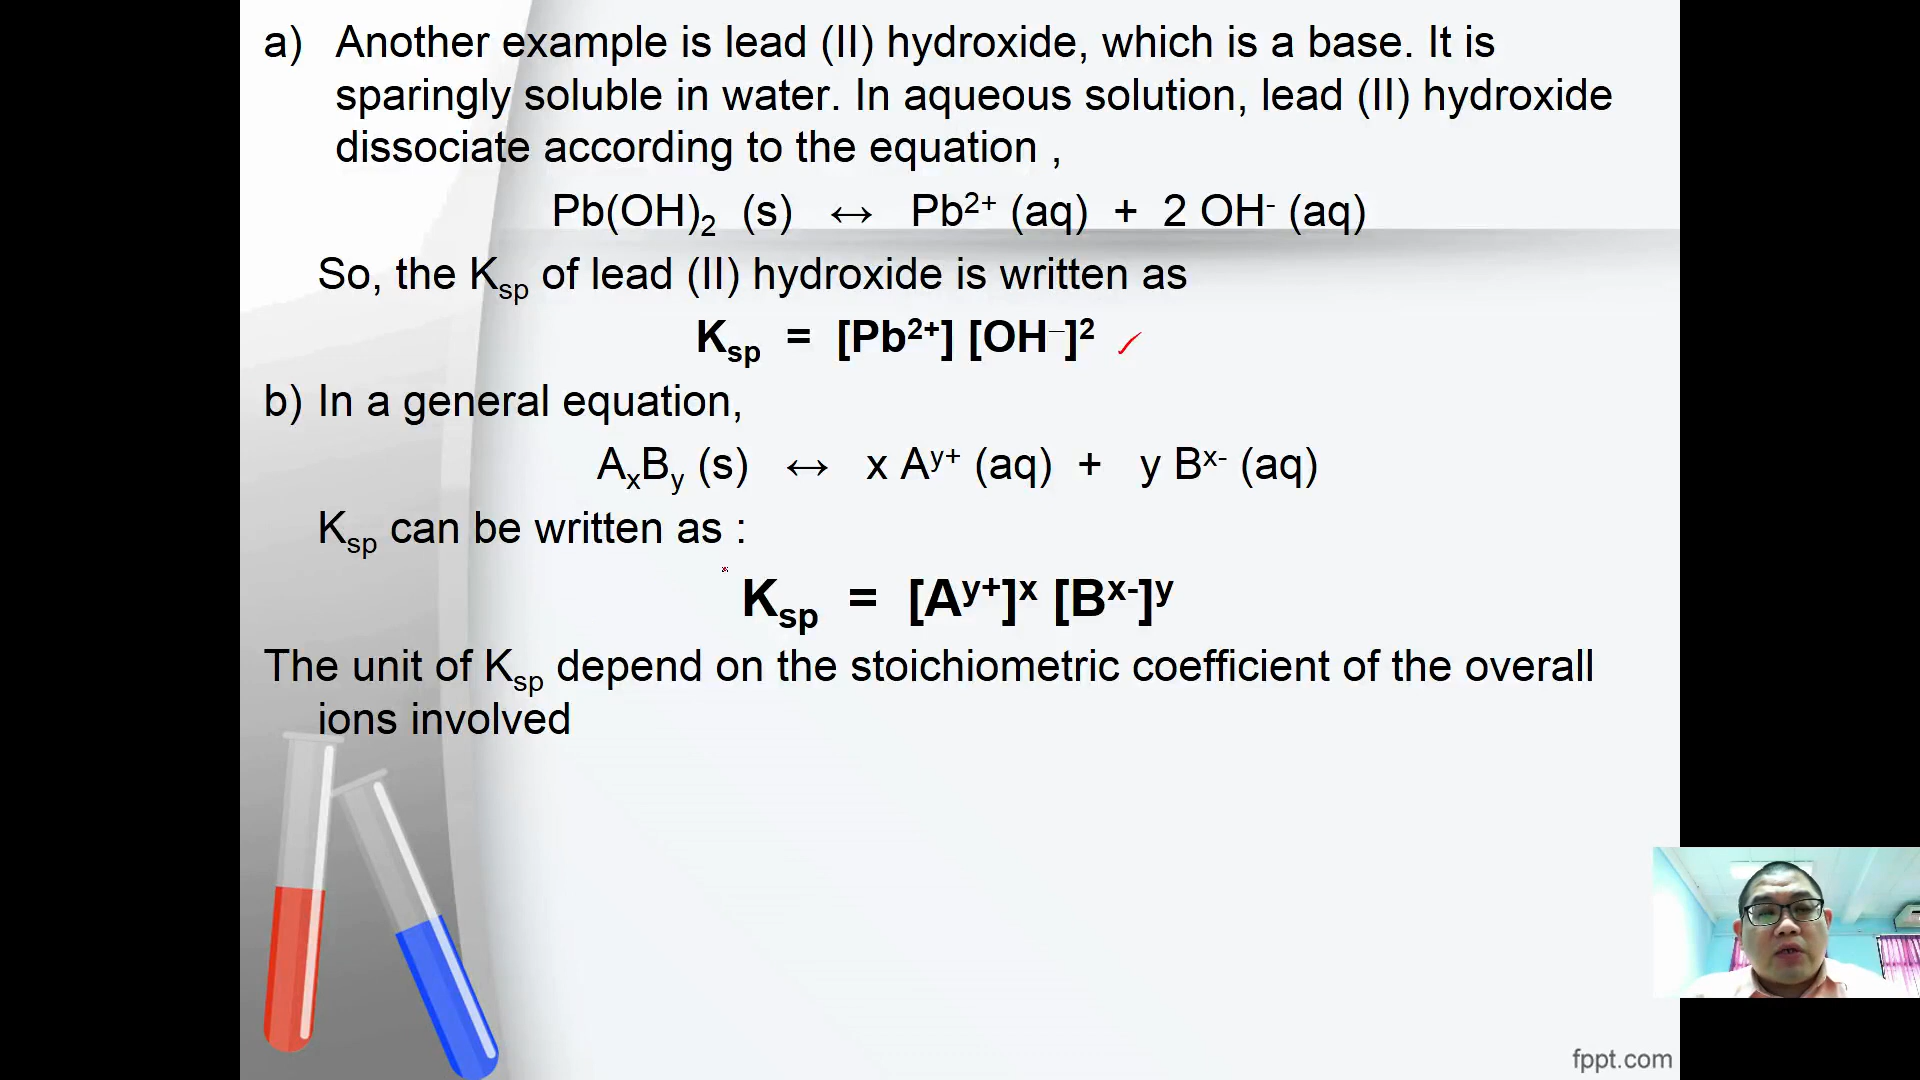 a) Another example is lead (II) hydroxide, which is a base. It is
sparingly soluble in water. In aqueous solution, lead (II) hydroxide
dissociate according to the equation ,
Pb(OH)₂ (s) ↔ Pb²⁺ (aq) + 2 OH⁻ (aq)
So, the Kₛₚ of lead (II) hydroxide is written as
Kₛₚ = [Pb²⁺] [OH⁻]²
b) In a general equation,
AₓBᵧ (s) ↔ x Aʸ⁺ (aq) + y Bˣ⁻ (aq)
Kₛₚ can be written as :
Kₛₚ = [Aʸ⁺]ˣ [Bˣ⁻]ʸ
The unit of Kₛₚ depend on the stoichiometric coefficient of the overall
ions involved
fppt.com